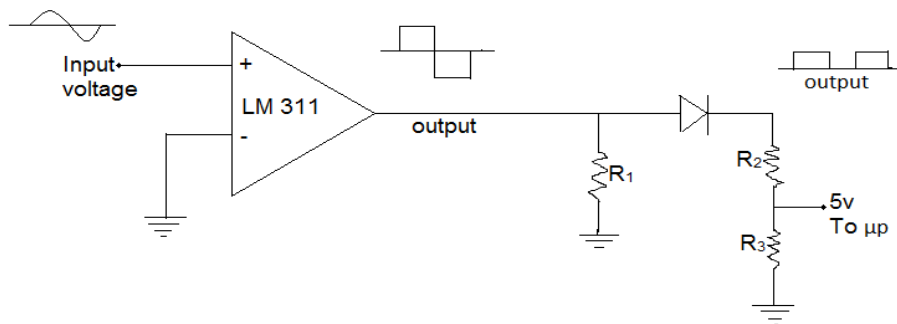 Input
voltage
+
LM 311
-
output
output
R1
R2
5v
To µp
R3